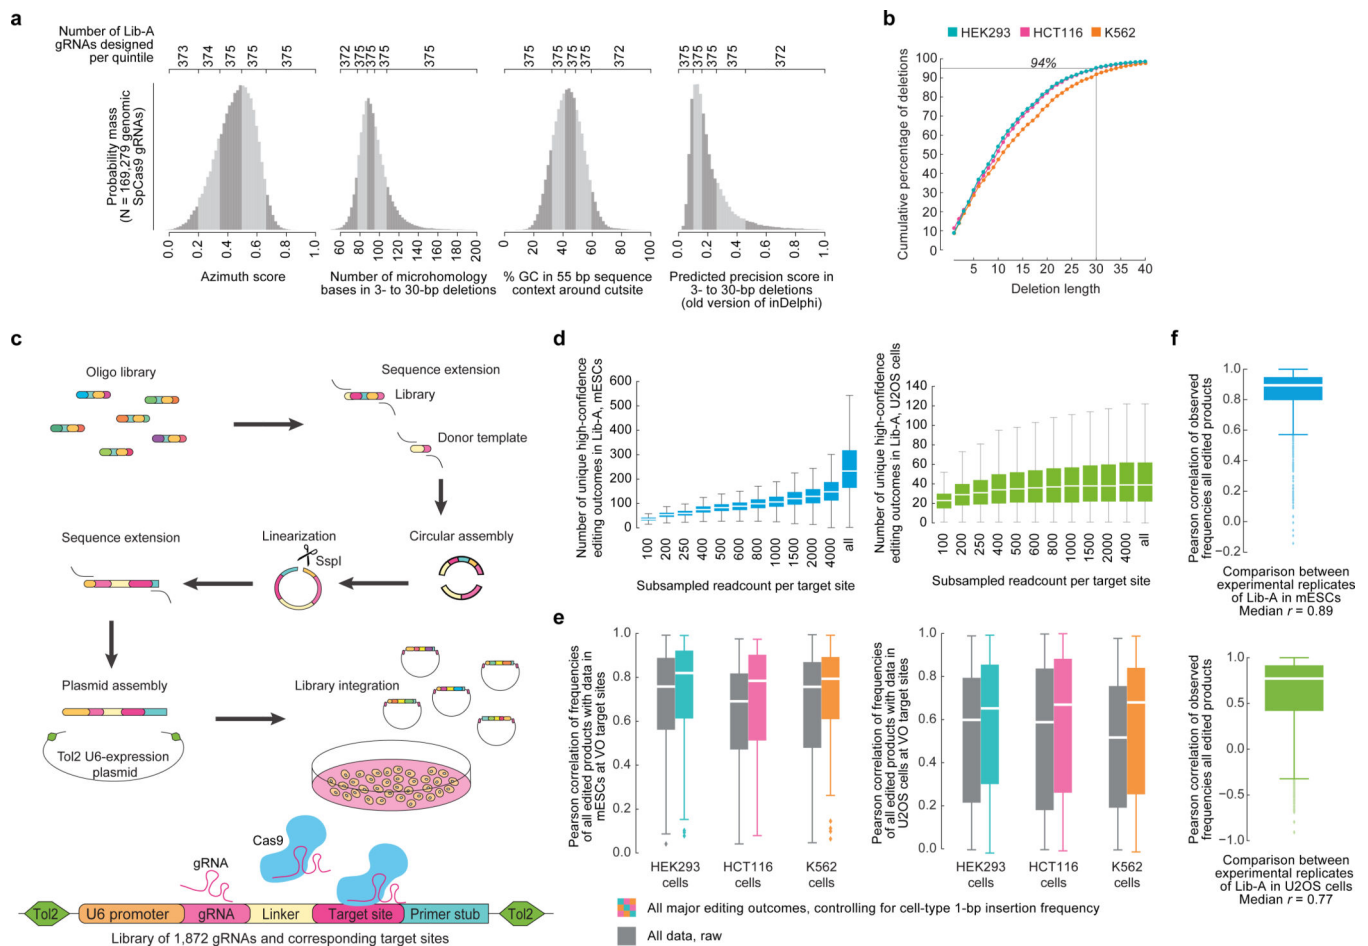 a
Number of Lib-A
gRNAs designed
per quintile
373 374 375 375 375
372 375 375 375 375
375 375 375 375 372
375 375 375 375 372
Probability mass
(N = 169,279 genomic
SpCas9 gRNAs)
0.0 0.2 0.4 0.6 0.8 1.0
60 80 100 120 140 160 180 200
0 20 40 60 80 100
0.0 0.2 0.4 0.6 0.8 1.0
Azimuth score
Number of microhomology
bases in 3- to 30-bp deletions
% GC in 55 bp sequence
context around cutsite
Predicted precision score in
3- to 30-bp deletions
(old version of inDelphi)
b
HEK293 HCT116 K562
94%
Cumulative percentage of deletions
100
90
80
70
60
50
40
30
20
10
0
5 10 15 20 25 30 35 40
Deletion length
c
Oligo library
Sequence extension
Library
Donor template
Sequence extension
Linearization
SspI
Circular assembly
Plasmid assembly
Library integration
Tol2 U6-expression
plasmid
gRNA
Cas9
Tol2 U6 promoter gRNA Linker Target site Primer stub Tol2
Library of 1,872 gRNAs and corresponding target sites
d
Number of unique high-confidence
editing outcomes in Lib-A, mESCs
600
500
400
300
200
100
0
100 200 250 400 500 600 800 1000 1500 2000 4000 all
Subsampled readcount per target site
Number of unique high-confidence
editing outcomes in Lib-A, U2OS cells
140
120
100
80
60
40
20
0
100 200 250 400 500 600 800 1000 1500 2000 4000 all
Subsampled readcount per target site
e
Pearson correlation of frequencies
of all edited products with data in
mESCs at VO target sites
1.0
0.8
0.6
0.4
0.2
0.0
HEK293
cells
HCT116
cells
K562
cells
Pearson correlation of frequencies
of all edited products with data in
U2OS cells at VO target sites
1.0
0.8
0.6
0.4
0.2
0.0
HEK293
cells
HCT116
cells
K562
cells
All major editing outcomes, controlling for cell-type 1-bp insertion frequency
All data, raw
f
Pearson correlation of observed
frequencies all edited products
1.0
0.8
0.6
0.4
0.2
0.0
−0.2
Comparison between
experimental replicates
of Lib-A in mESCs
Median r = 0.89
Pearson correlation of observed
frequencies all edited products
1.0
0.5
0.0
−0.5
−1.0
Comparison between
experimental replicates
of Lib-A in U2OS cells
Median r = 0.77